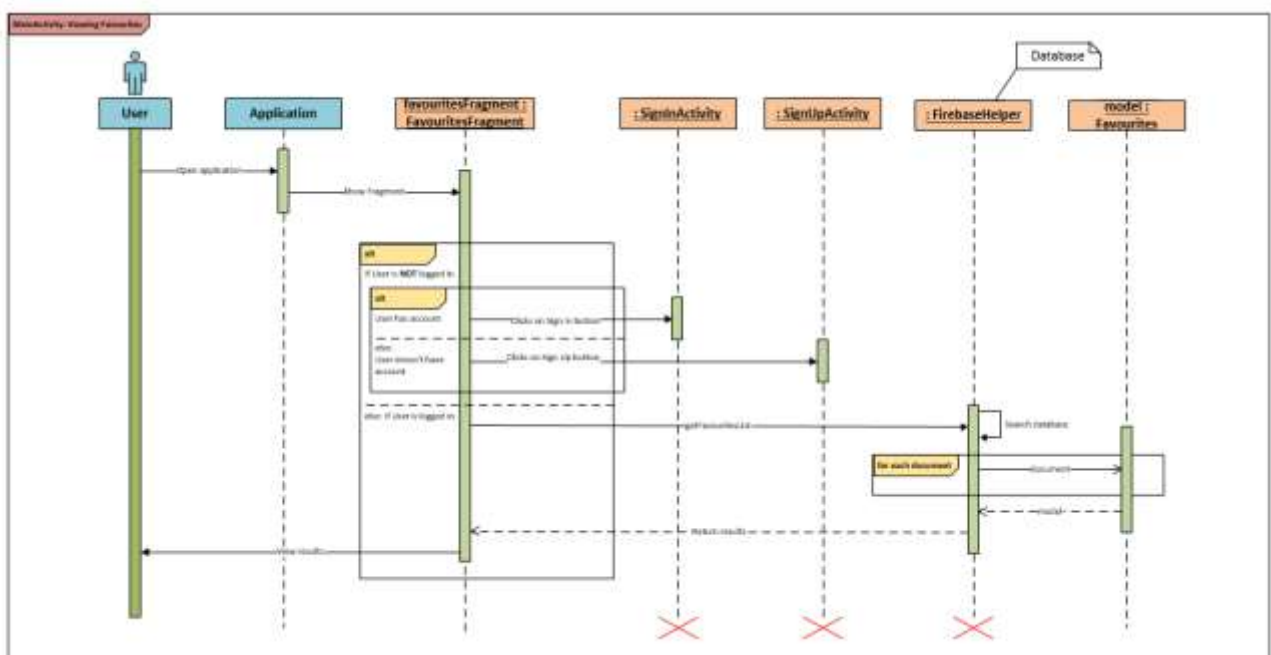 MainActivity: Viewing Favourites
Database
User
Application
favouritesFragment :
FavouritesFragment
: SignInActivity
: SignUpActivity
: FirebaseHelper
model :
Favourites
Open application
Show Fragment
alt
If User is NOT logged in
alt
User has account
Clicks on Sign In button
else
User doesn't have
account
Clicks on Sign Up button
else: If User is logged in
Search database
for each document
document
model
Return results
View results